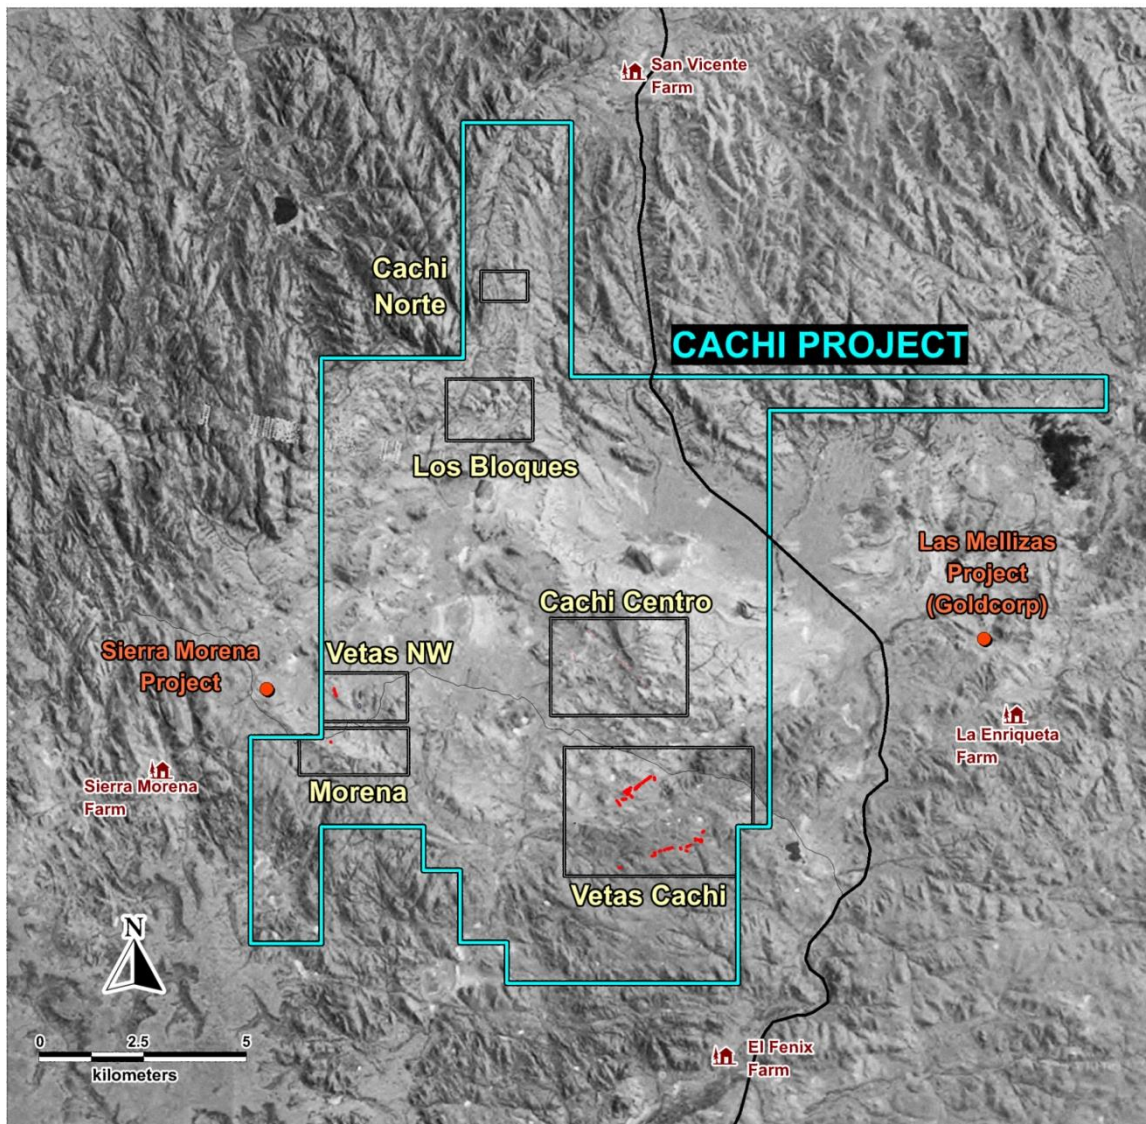 San Vicente
Farm
Cachi
Norte
CACHI PROJECT
Los Bloques
Las Mellizas
Project
(Goldcorp)
Cachi Centro
Sierra Morena
Project
Vetas NW
La Enriqueta
Farm
Sierra Morena
Farm
Morena
Vetas Cachi
N
0 2.5 5
kilometers
El Fenix
Farm